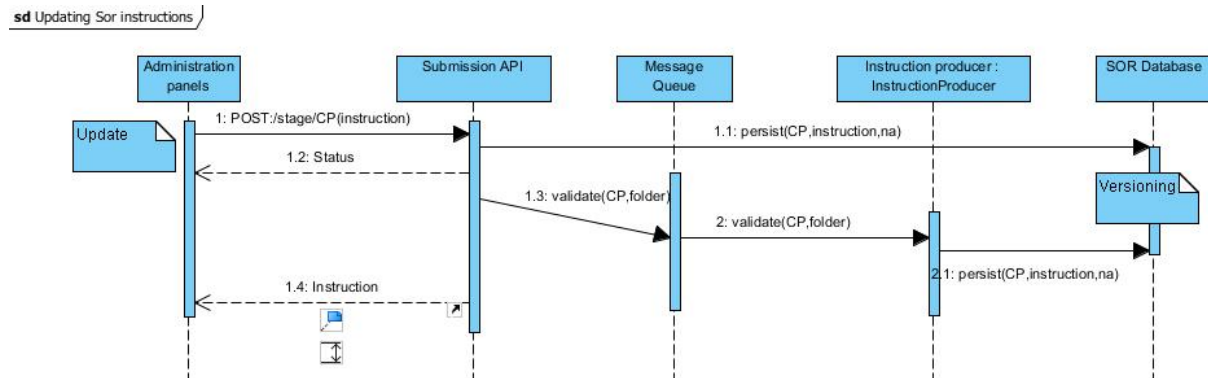 sd Updating Sor instructions
Administration
panels
Submission API
Message
Queue
Instruction producer :
InstructionProducer
SOR Database
Update
1: POST:/stage/CP(instruction)
1.1: persist(CP,instruction,na)
1.2: Status
1.3: validate(CP,folder)
Versioning
2: validate(CP,folder)
2.1: persist(CP,instruction,na)
1.4: Instruction